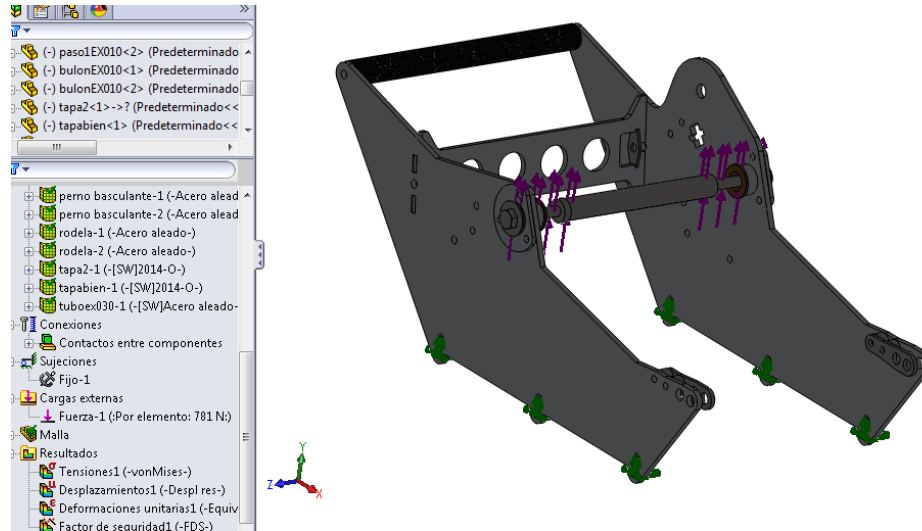 »
(-) paso1EX010<2> (Predeterminado
(-) bulonEX010<1> (Predeterminado
(-) bulonEX010<2> (Predeterminado
(-) tapa2<1>->? (Predeterminado<<
(-) tapabien<1> (Predeterminado<<
perno basculante-1 (-Acero alead
perno basculante-2 (-Acero alead
rodela-1 (-Acero aleado-)
rodela-2 (-Acero aleado-)
tapa2-1 (-[SW]2014-O-)
tapabien-1 (-[SW]2014-O-)
tuboex030-1 (-[SW]Acero aleado-
Conexiones
Contactos entre componentes
Sujeciones
Fijo-1
Cargas externas
Fuerza-1 (:Por elemento: 781 N:)
Malla
Resultados
Tensiones1 (-vonMises-)
Desplazamientos1 (-Despl res-)
Deformaciones unitarias1 (-Equiv
Factor de seguridad1 (-FDS-)
Y
Z
X